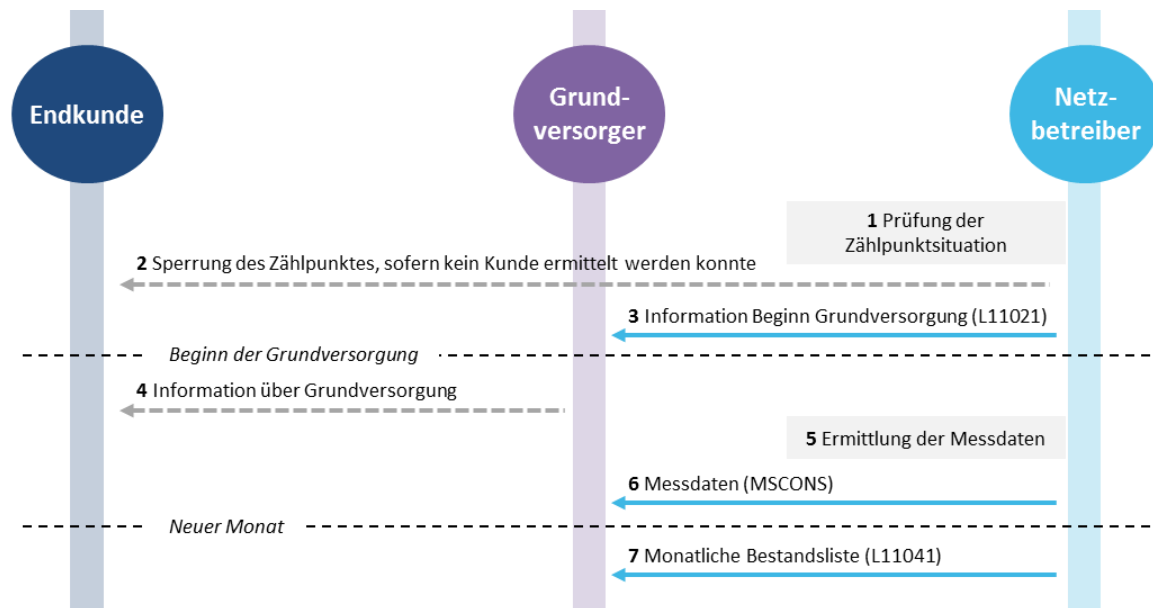 Endkunde
Grund-
versorger
Netz-
betreiber
1 Prüfung der
Zählpunktsituation
2 Sperrung des Zählpunktes, sofern kein Kunde ermittelt werden konnte
3 Information Beginn Grundversorgung (L11021)
Beginn der Grundversorgung
4 Information über Grundversorgung
5 Ermittlung der Messdaten
6 Messdaten (MSCONS)
Neuer Monat
7 Monatliche Bestandsliste (L11041)